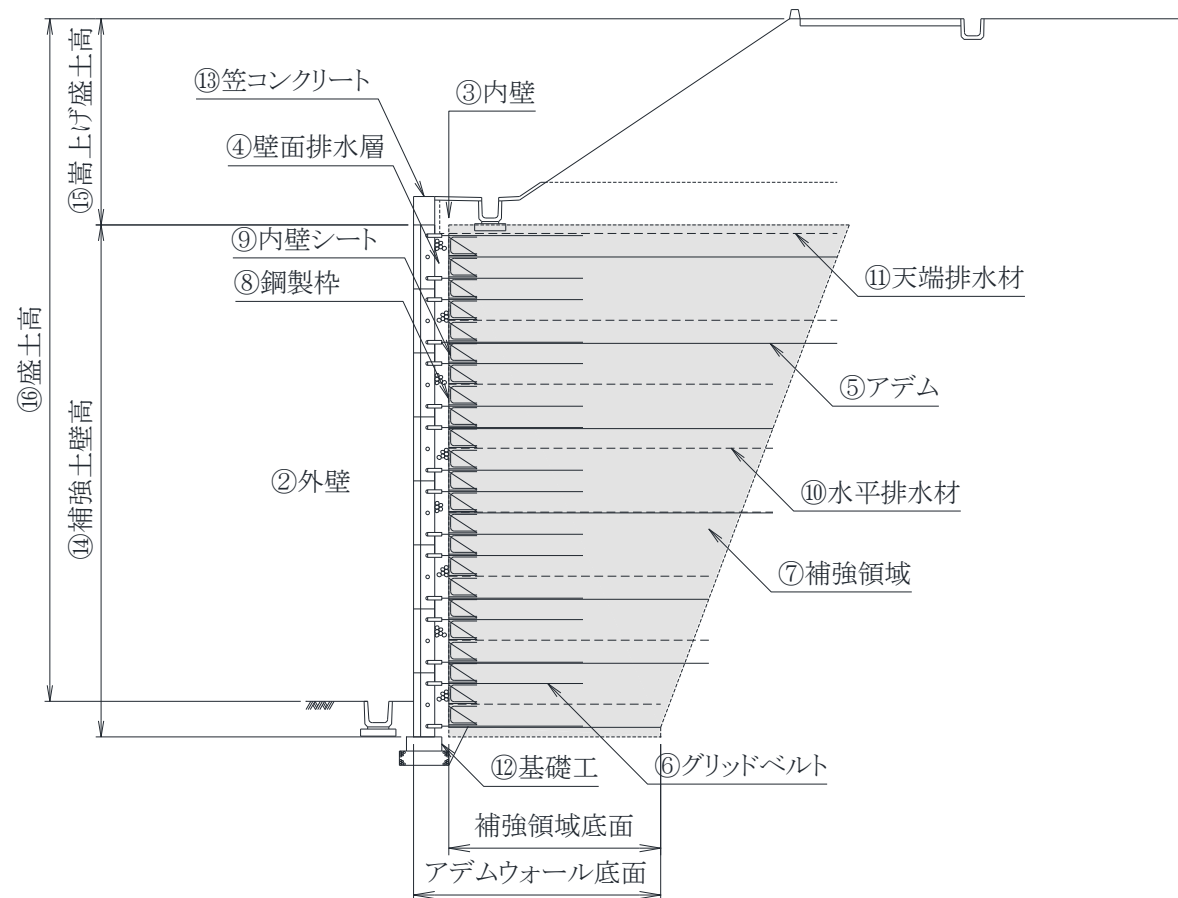 ⑬笠コンクリート
③内壁
⑮嵩上げ盛土高
④壁面排水層
⑨内壁シート
⑧鋼製枠
⑪天端排水材
⑯盛土高
⑤アデム
⑭補強土壁高
②外壁
⑩水平排水材
⑦補強領域
⑫基礎工
⑥グリッドベルト
補強領域底面
アデムウォール底面